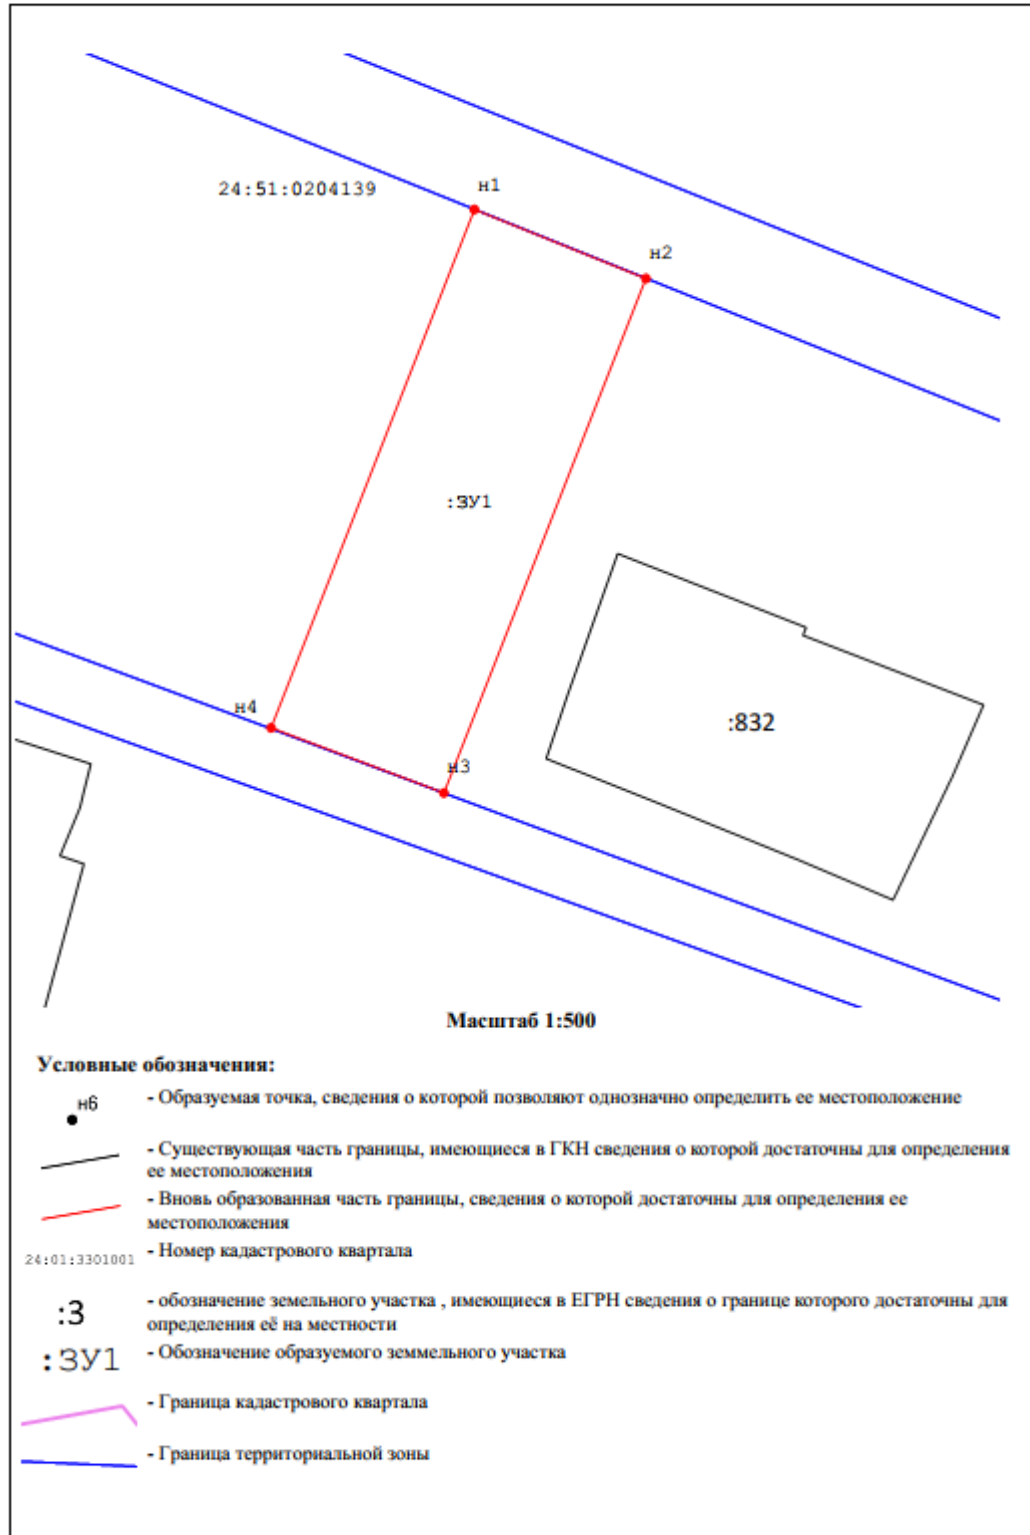 24:51:0204139
н1
н2
:ЗУ1
:832
н4
н3
Масштаб 1:500
Условные обозначения:
н6
- Образуемая точка, сведения о которой позволяют однозначно определить ее местоположение
- Существующая часть границы, имеющиеся в ГКН сведения о которой достаточны для определения
ее местоположения
- Вновь образованная часть границы, сведения о которой достаточны для определения ее
местоположения
24:01:3301001
- Номер кадастрового квартала
:3
- обозначение земельного участка , имеющиеся в ЕГРН сведения о границе которого достаточны для
определения её на местности
:ЗУ1
- Обозначение образуемого земмельного участка
- Граница кадастрового квартала
- Граница территориальной зоны